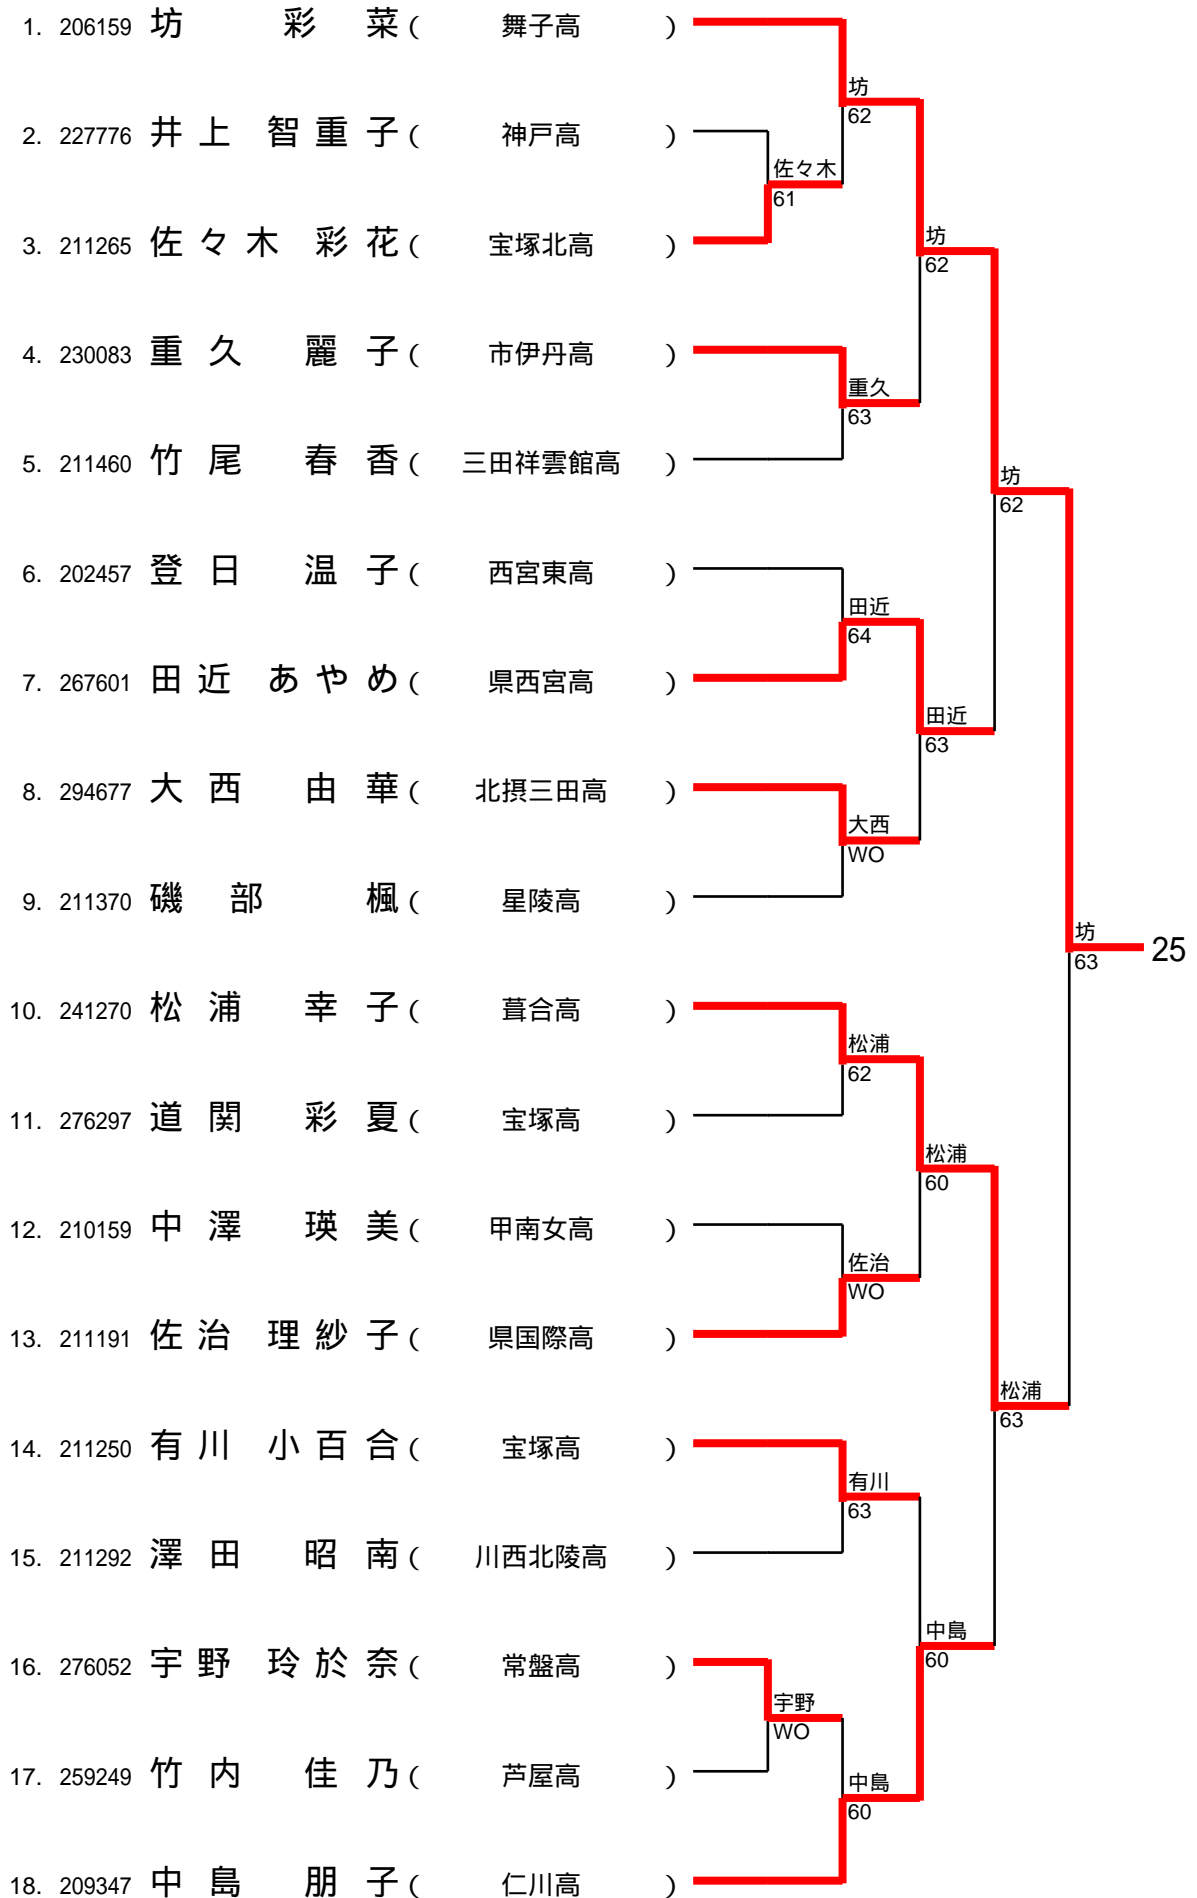 1. 206159 坊 彩 菜 ( 舞子高 )
坊
62
2. 227776 井 上 智 重 子 ( 神戸高 )
佐々木
61
3. 211265 佐 々 木 彩 花 ( 宝塚北高 )
坊
62
4. 230083 重 久 麗 子 ( 市伊丹高 )
重久
63
5. 211460 竹 尾 春 香 ( 三田祥雲館高 )
坊
62
6. 202457 登 日 温 子 ( 西宮東高 )
田近
64
7. 267601 田 近 あ や め ( 県西宮高 )
田近
63
8. 294677 大 西 由 華 ( 北摂三田高 )
大西
WO
9. 211370 磯 部 楓 ( 星陵高 )
坊
63
25
10. 241270 松 浦 幸 子 ( 葺合高 )
松浦
62
11. 276297 道 関 彩 夏 ( 宝塚高 )
松浦
60
12. 210159 中 澤 瑛 美 ( 甲南女高 )
佐治
WO
13. 211191 佐 治 理 紗 子 ( 県国際高 )
松浦
63
14. 211250 有 川 小 百 合 ( 宝塚高 )
有川
63
15. 211292 澤 田 昭 南 ( 川西北陵高 )
中島
60
16. 276052 宇 野 玲 於 奈 ( 常盤高 )
宇野
WO
17. 259249 竹 内 佳 乃 ( 芦屋高 )
中島
60
18. 209347 中 島 朋 子 ( 仁川高 )